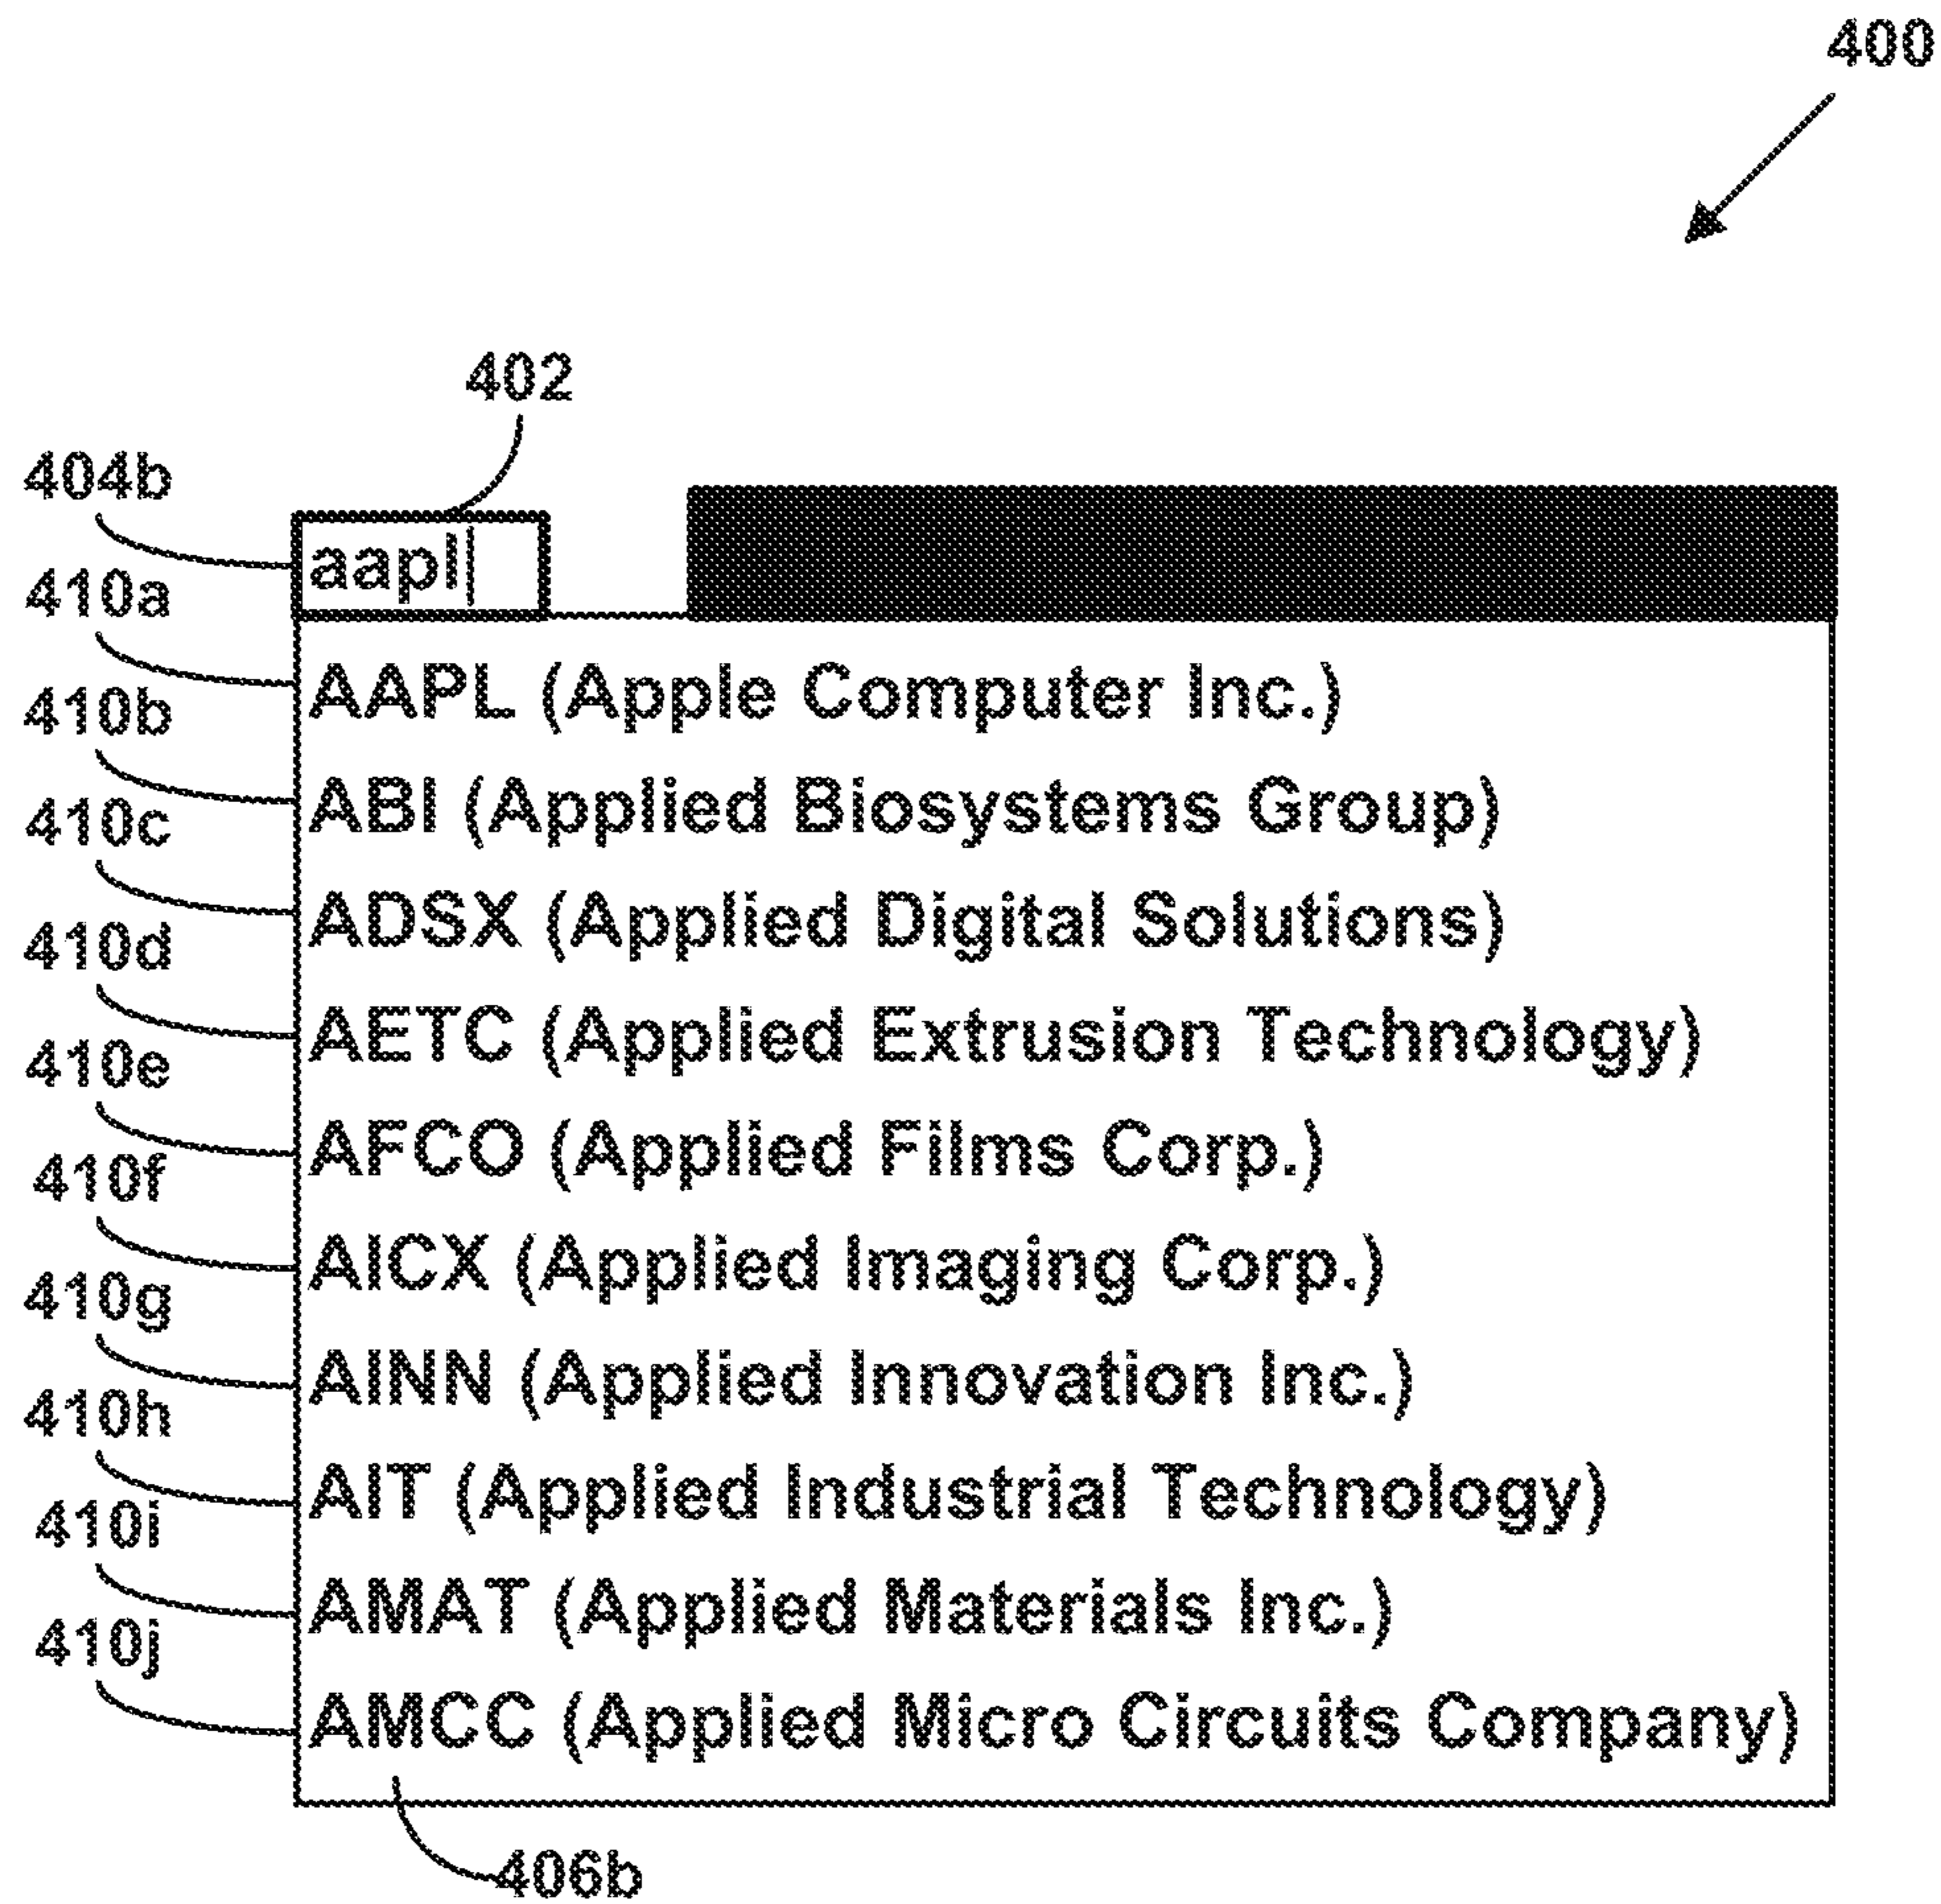 400
402
404b
aapl
410a
AAPL (Apple Computer Inc.)
410b
ABI (Applied Biosystems Group)
410c
ADSX (Applied Digital Solutions)
410d
AETC (Applied Extrusion Technology)
410e
AFCO (Applied Films Corp.)
410f
AICX (Applied Imaging Corp.)
410g
AINN (Applied Innovation Inc.)
410h
AIT (Applied Industrial Technology)
410i
AMAT (Applied Materials Inc.)
410j
AMCC (Applied Micro Circuits Company)
406b